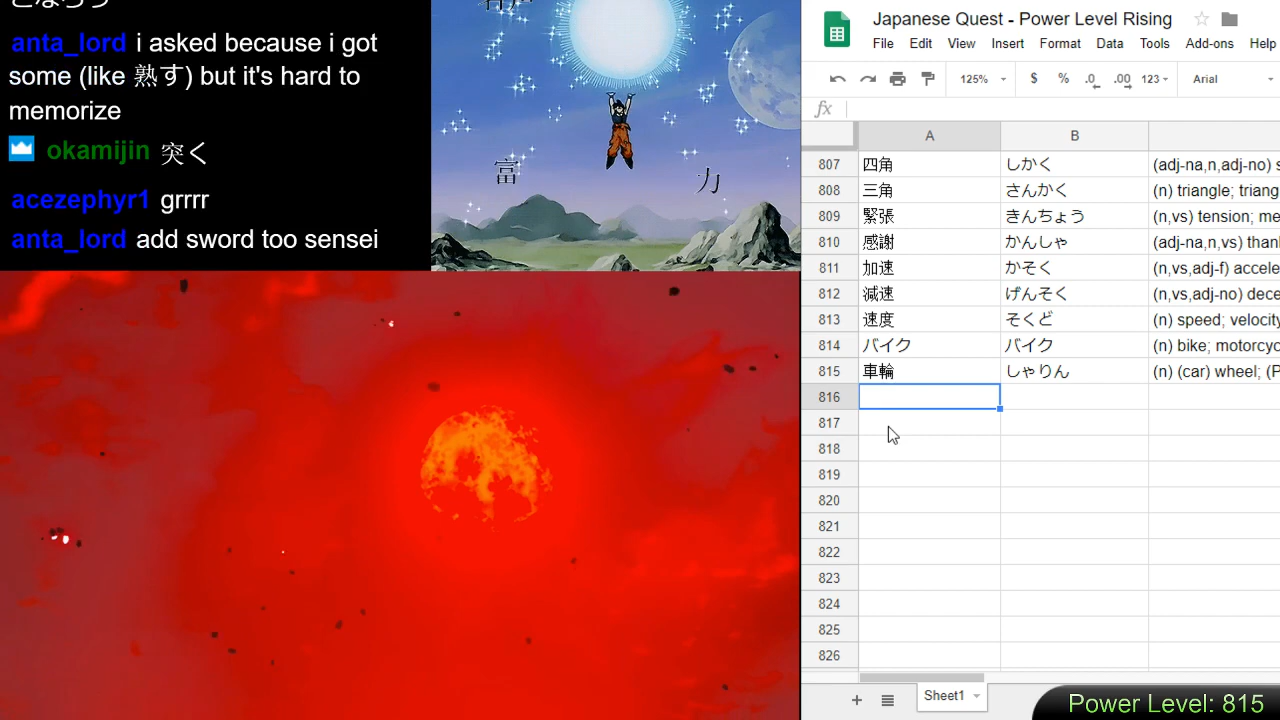 anta_lord i asked because i got
some (like 熟す) but it's hard to
memorize
okamijin 突く
acezephyr1 grrrr
anta_lord add sword too sensei
富
力
Japanese Quest - Power Level Rising
File Edit View Insert Format Data Tools Add-ons Help
125% $ % .0 .00 123 Arial
fx
A B
807 四角 しかく (adj-na,n,adj-no) s
808 三角 さんかく (n) triangle; triang
809 緊張 きんちょう (n,vs) tension; me
810 感謝 かんしゃ (adj-na,n,vs) thank
811 加速 かそく (n,vs,adj-f) accele
812 減速 げんそく (n,vs,adj-no) dece
813 速度 そくど (n) speed; velocity
814 バイク バイク (n) bike; motorcyc
815 車輪 しゃりん (n) (car) wheel; (P
816
817
818
819
820
821
822
823
824
825
826
Sheet1
Power Level: 815